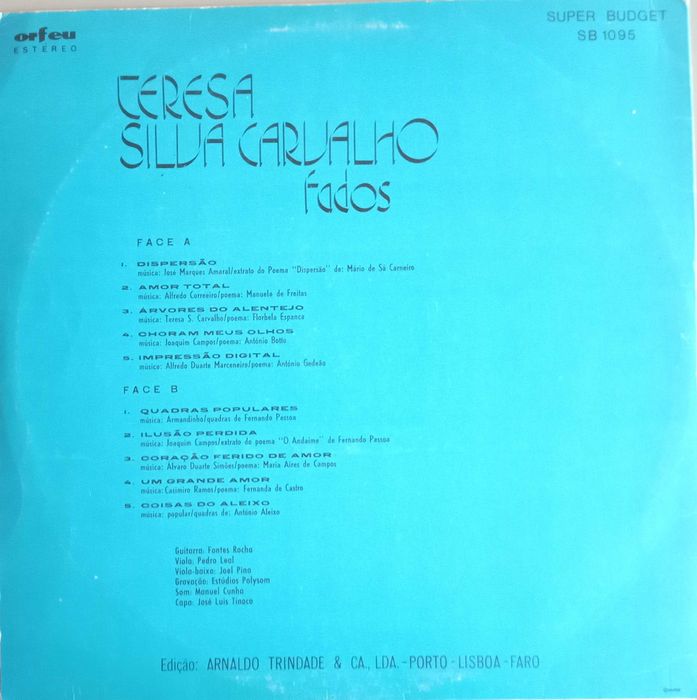 orfeu
ESTÉREO
SUPER BUDGET
SB 1095
TERESA
SILVA CARVALHO
fados
FACE A
1. DISPERSÃO
música: José Marques Amaral/extrato do Poema "Dispersão" de: Mário de Sá Carneiro
2. AMOR TOTAL
música: Alfredo Correeiro/poema: Manuela de Freitas
3. ÁRVORES DO ALENTEJO
música: Teresa S. Carvalho/poema: Florbela Espanca
4. CHORAM MEUS OLHOS
música: Joaquim Campos/poema: António Botto
5. IMPRESSÃO DIGITAL
música: Alfredo Duarte Marceneiro/poema: António Gedeão
FACE B
1. QUADRAS POPULARES
música: Armandinho/quadras de Fernando Pessoa
2. ILUSÃO PERDIDA
música: Joaquim Campos/extrato do poema "O Andaime" de Fernando Pessoa
3. CORAÇÃO FERIDO DE AMOR
música: Álvaro Duarte Simões/poema: Maria Aires de Campos
4. UM GRANDE AMOR
música: Casimiro Ramos/poema: Fernanda de Castro
5. COISAS DO ALEIXO
música: popular/quadras de: António Aleixo
Guitarra: Fontes Rocha
Viola: Pedro Leal
Viola-baixo: Joel Pina
Gravação: Estúdios Polysom
Som: Manuel Cunha
Capa: José Luis Tinoco
Edição: ARNALDO TRINDADE & CA., LDA. - PORTO - LISBOA - FARO